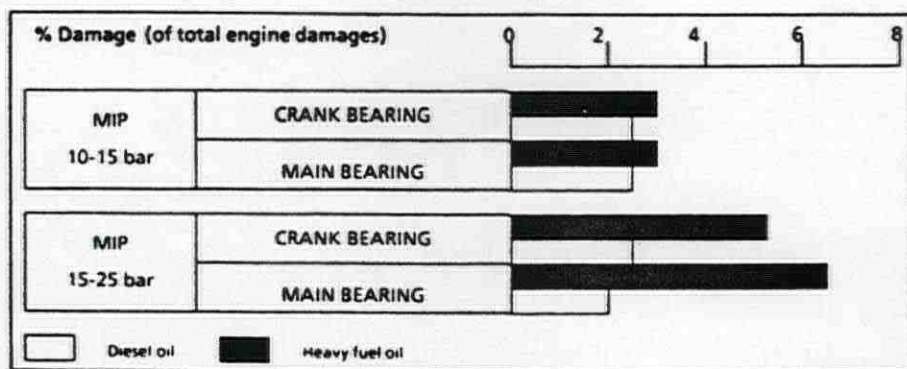 % Damage (of total engine damages) 0 2 4 6 8
MIP
10-15 bar
CRANK BEARING
MAIN BEARING
MIP
15-25 bar
CRANK BEARING
MAIN BEARING
Diesel oil Heavy fuel oil